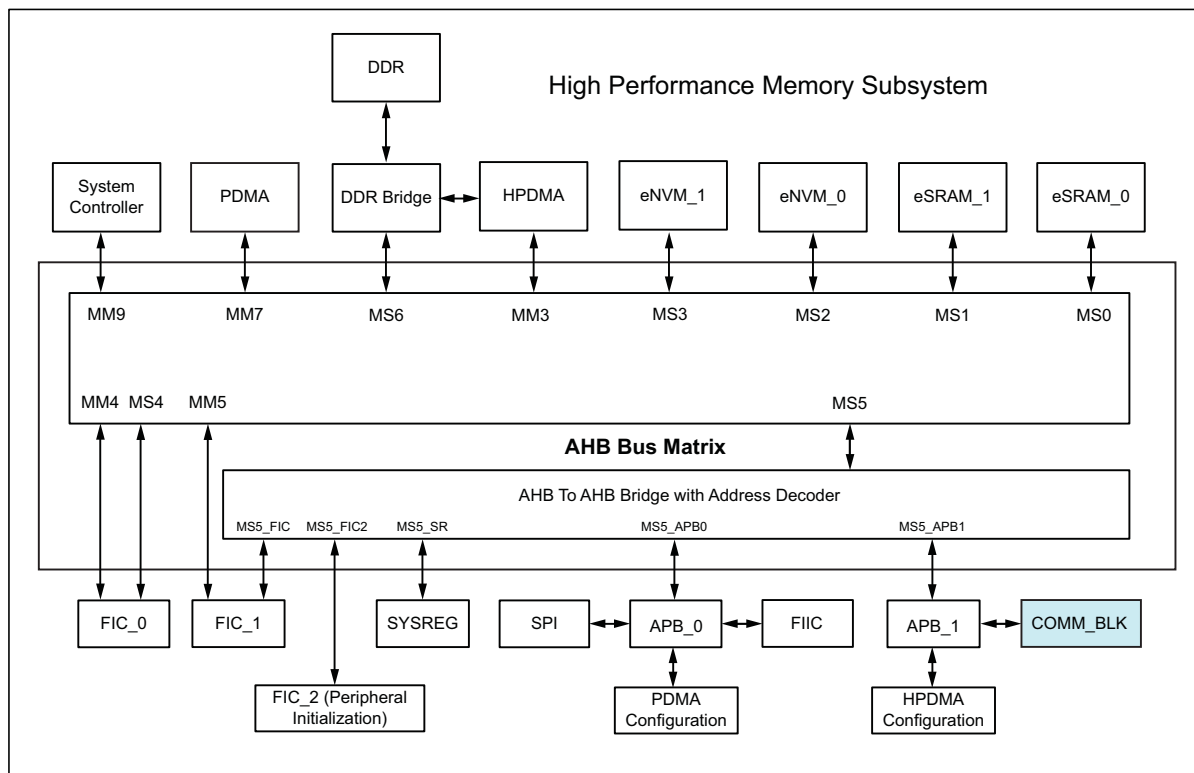 DDR
High Performance Memory Subsystem
System
Controller
PDMA
DDR Bridge
HPDMA
eNVM_1
eNVM_0
eSRAM_1
eSRAM_0
MM9
MM7
MS6
MM3
MS3
MS2
MS1
MS0
MM4
MS4
MM5
MS5
AHB Bus Matrix
AHB To AHB Bridge with Address Decoder
MS5_FIC
MS5_FIC2
MS5_SR
MS5_APB0
MS5_APB1
FIC_0
FIC_1
SYSREG
SPI
APB_0
FIIC
APB_1
COMM_BLK
FIC_2 (Peripheral
Initialization)
PDMA
Configuration
HPDMA
Configuration